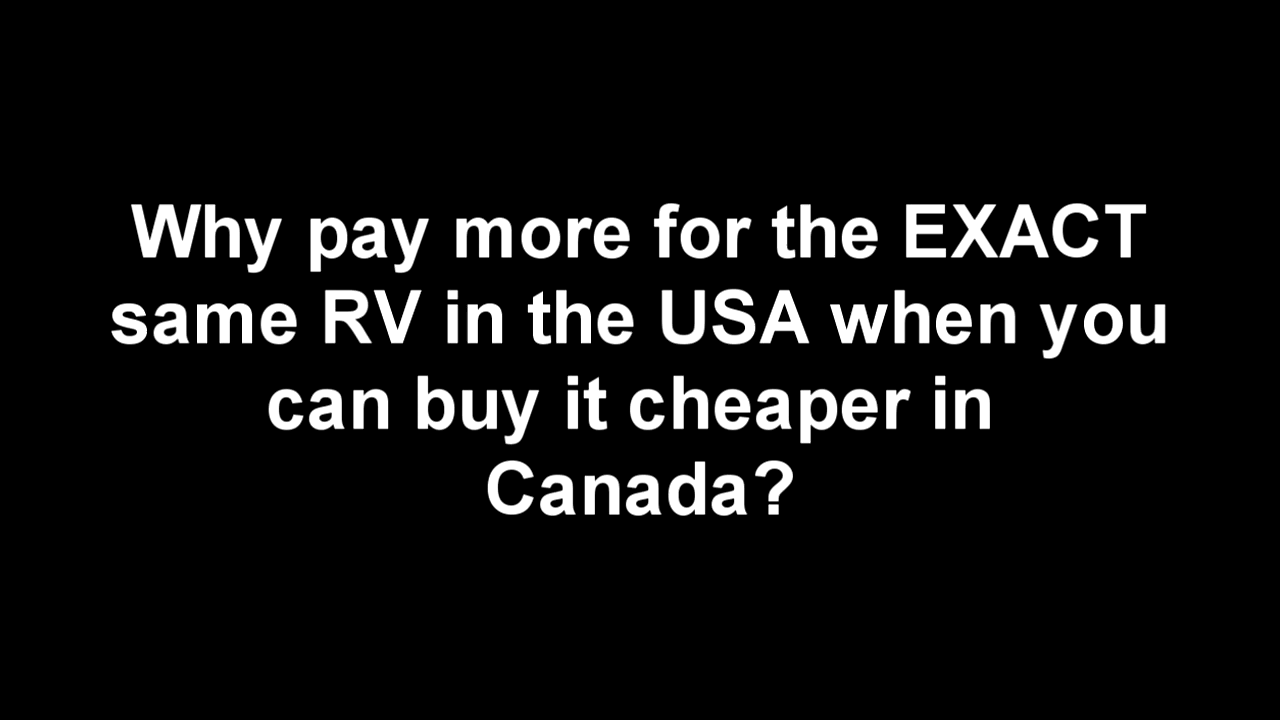 Why pay more for the EXACT
same RV in the USA when you
can buy it cheaper in
Canada?